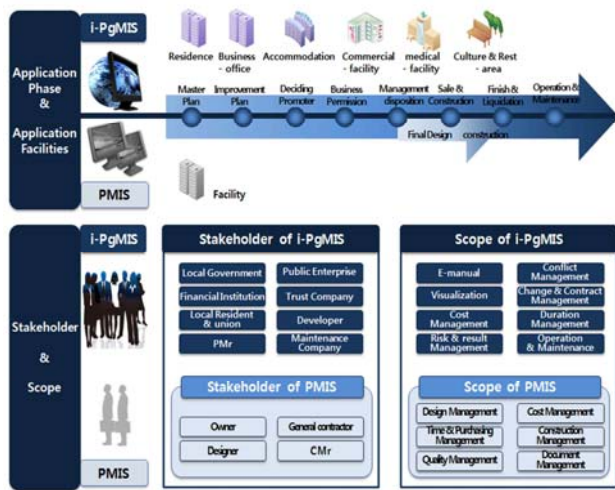 i-PgMIS
Application
Phase
&
Application
Facilities
PMIS
Residence
Business
- office
Accommodation
Commercial
- facility
medical
- facility
Culture & Rest
- area
Master
Plan
Improvement
Plan
Deciding
Promoter
Business
Permission
Management
disposition
Sale &
Construction
Finish &
Liquidation
Operation &
Maintenance
Final Design
construction
Facility
i-PgMIS
Stakeholder
&
Scope
PMIS
Stakeholder of i-PgMIS
Local Government
Public Enterprise
Financial Institution
Trust Company
Local Resident
& union
Developer
PMr
Maintenance
Company
Stakeholder of PMIS
Owner
General contractor
Designer
CMr
Scope of i-PgMIS
E-manual
Conflict
Management
Visualization
Change & Contract
Management
Cost
Management
Duration
Management
Risk & result
Management
Operation
& Maintenance
Scope of PMIS
Design Management
Cost Management
Time & Purchasing
Management
Construction
Management
Quality Management
Document
Management